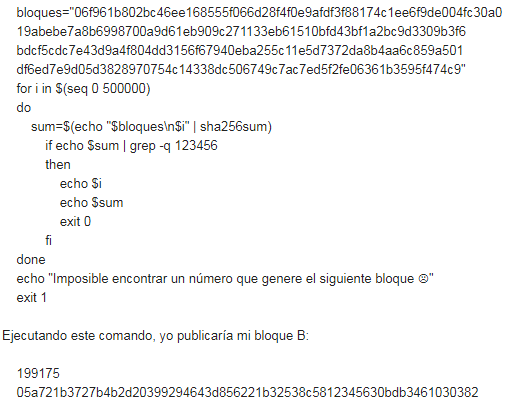 bloques="06f961b802bc46ee168555f066d28f4f0e9afdf3f88174c1ee6f9de004fc30a0
19abebe7a8b6998700a9d61eb909c271133eb61510bfd43bf1a2bc9d3309b3f6
bdcf5cdc7e43d9a4f804dd3156f67940eba255c11e5d7372da8b4aa6c859a501
df6ed7e9d05d3828970754c14338dc506749c7ac7ed5f2fe06361b3595f474c9"
for i in $(seq 0 500000)
do
sum=$(echo "$bloques\n$i" | sha256sum)
if echo $sum | grep -q 123456
then
echo $i
echo $sum
exit 0
fi
done
echo "Imposible encontrar un número que genere el siguiente bloque ☹"
exit 1
Ejecutando este comando, yo publicaría mi bloque B:
199175
05a721b3727b4b2d20399294643d856221b32538c5812345630bdb3461030382